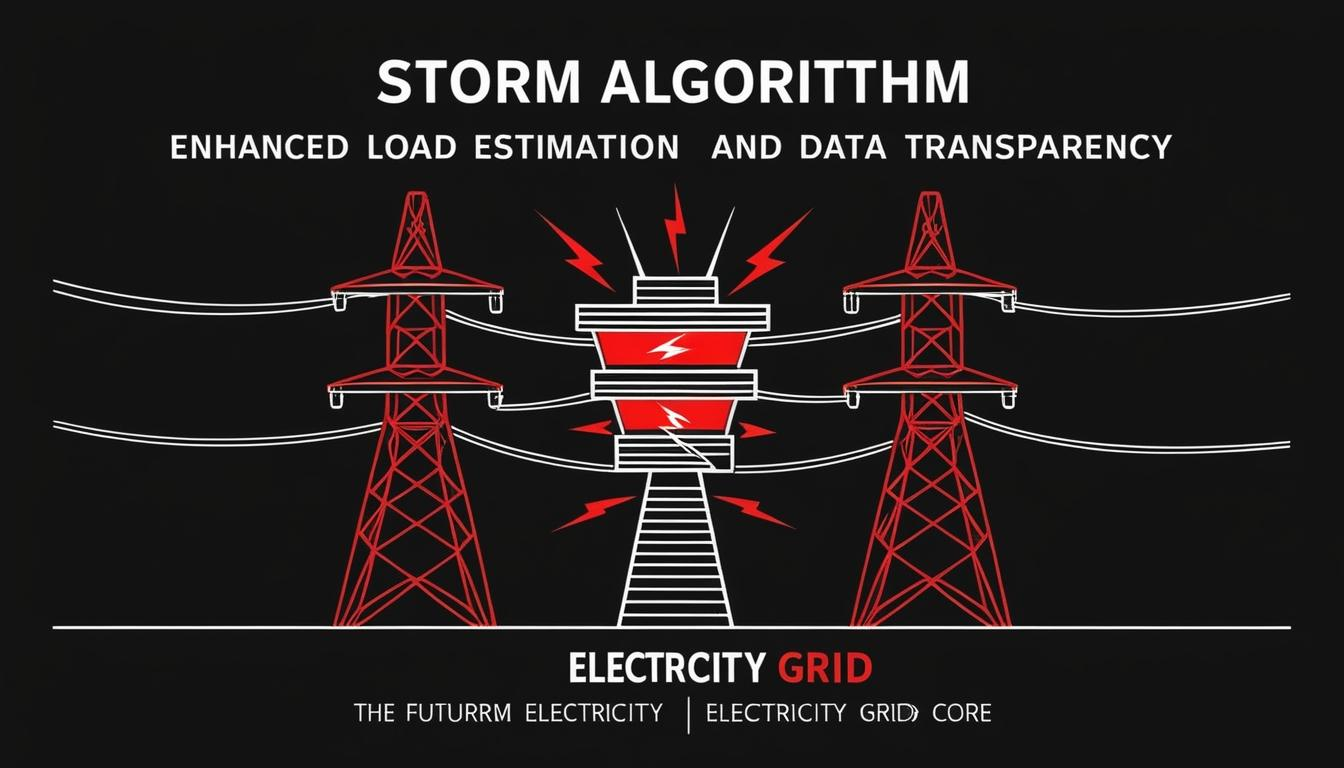 STORM ALGORITTHM
ENHANCED LOAD ESTIMATION AND DATA TRANSPARENCY
ELECTRCITY GRID
THE FUTURRM ELECTRICITY | ELECTRICITY GRID CORE